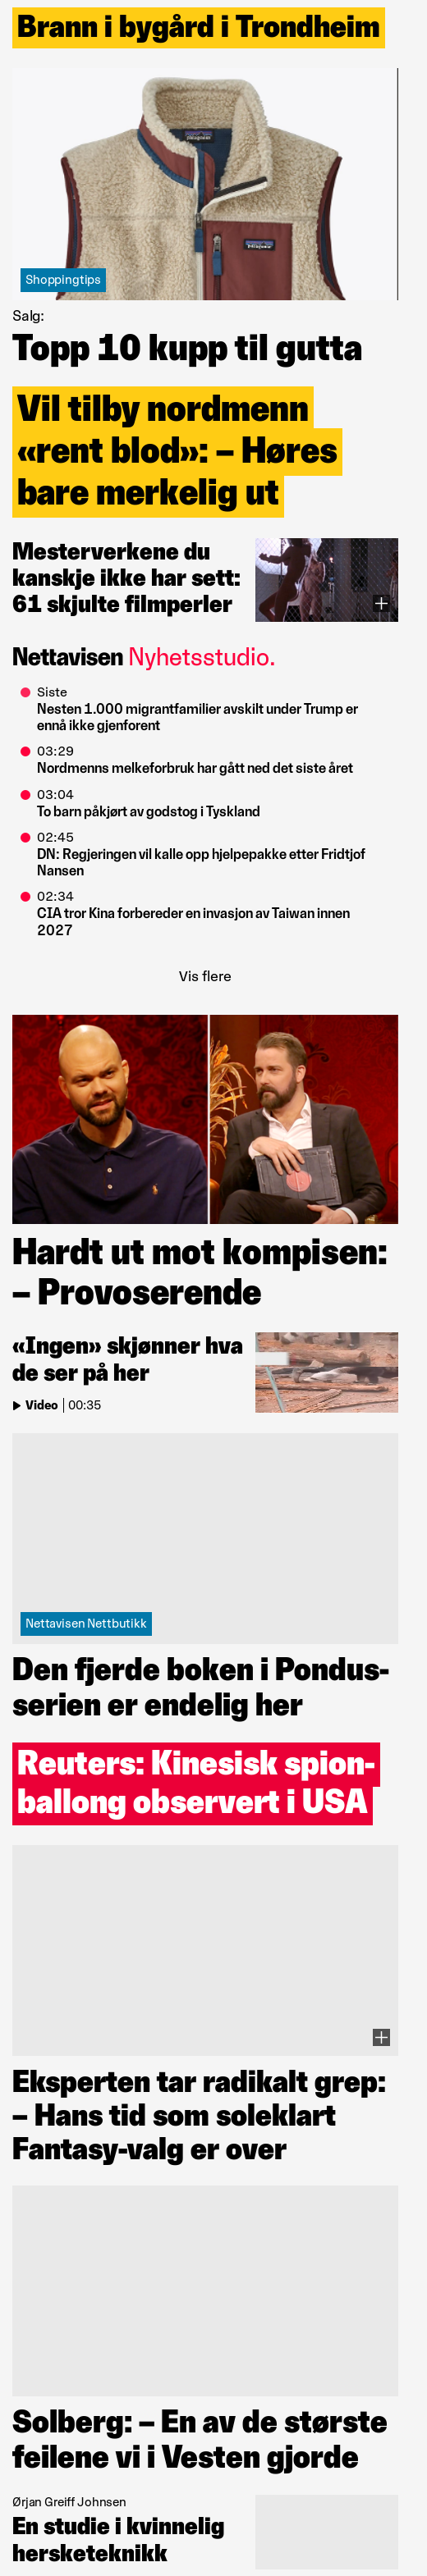 Brann i bygård i Trondheim
patagonia
patagonia
Shoppingtips
Salg:
Topp 10 kupp til gutta
Vil tilby nordmenn
«rent blod»: – Høres
bare merkelig ut
Mesterverkene du
kanskje ikke har sett:
61 skjulte filmperler
Nettavisen Nyhetsstudio.
Siste
Nesten 1.000 migrantfamilier avskilt under Trump er
ennå ikke gjenforent
03:29
Nordmenns melkeforbruk har gått ned det siste året
03:04
To barn påkjørt av godstog i Tyskland
02:45
DN: Regjeringen vil kalle opp hjelpepakke etter Fridtjof
Nansen
02:34
CIA tror Kina forbereder en invasjon av Taiwan innen
2027
Vis flere
Hardt ut mot kompisen:
– Provoserende
«Ingen» skjønner hva
de ser på her
Video | 00:35
Nettavisen Nettbutikk
Den fjerde boken i Pondus-
serien er endelig her
Reuters: Kinesisk spion-
ballong observert i USA
Eksperten tar radikalt grep:
– Hans tid som soleklart
Fantasy-valg er over
Solberg: – En av de største
feilene vi i Vesten gjorde
Ørjan Greiff Johnsen
En studie i kvinnelig
hersketeknikk